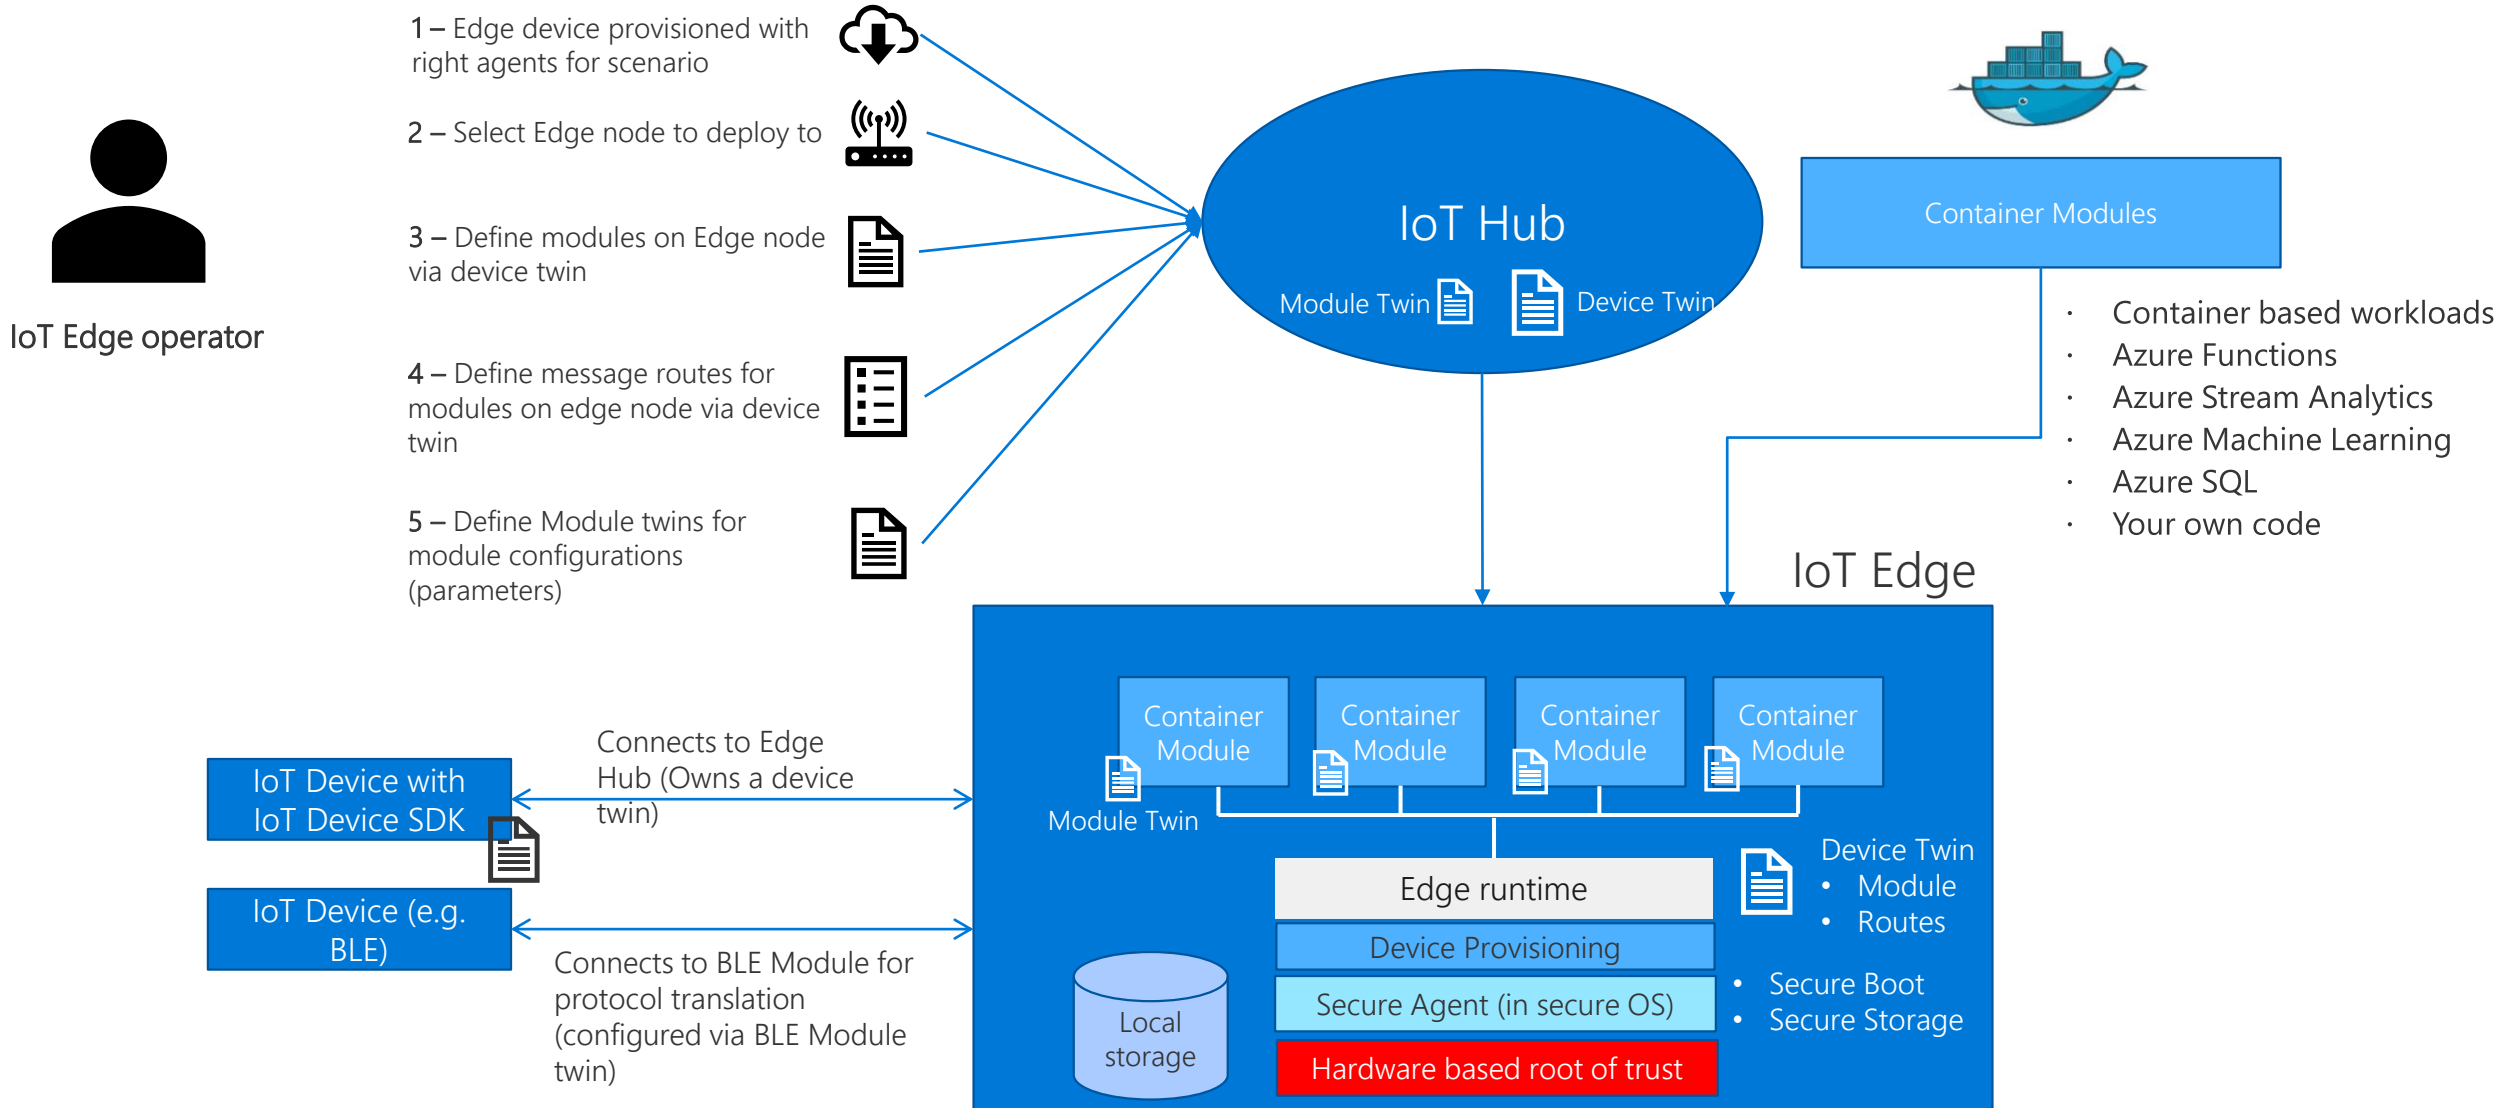 1 – Edge device provisioned with
right agents for scenario
2 – Select Edge node to deploy to
3 – Define modules on Edge node
via device twin
4 – Define message routes for
modules on edge node via device
twin
5 – Define Module twins for
module configurations
(parameters)
IoT Edge operator
IoT Hub
Module Twin
Device Twin
Container Modules
· Container based workloads
· Azure Functions
· Azure Stream Analytics
· Azure Machine Learning
· Azure SQL
· Your own code
IoT Edge
Container
Module
Container
Module
Container
Module
Container
Module
Module Twin
Connects to Edge
Hub (Owns a device
twin)
IoT Device with
IoT Device SDK
IoT Device (e.g.
BLE)
Connects to BLE Module for
protocol translation
(configured via BLE Module
twin)
Edge runtime
Device Provisioning
Secure Agent (in secure OS)
Hardware based root of trust
Local
storage
Device Twin
• Module
• Routes
• Secure Boot
• Secure Storage